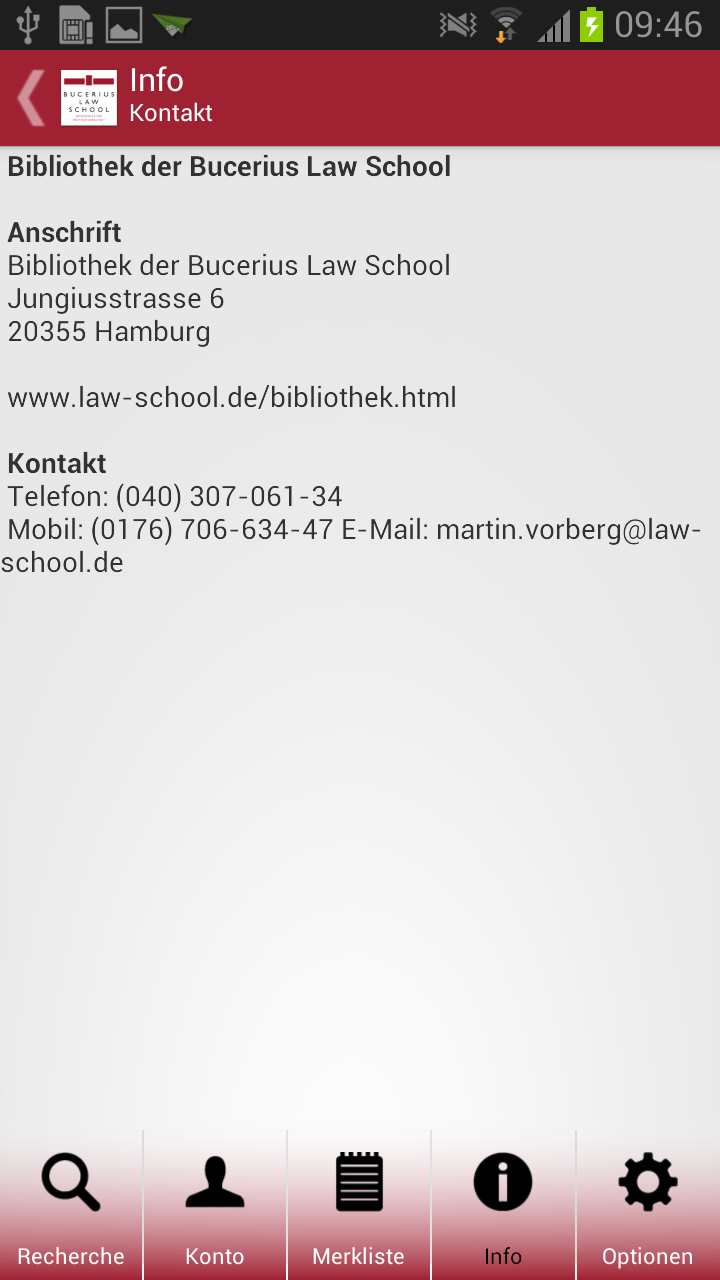 09:46
Info
BUCERIUS
LAW
SCHOOL
Kontakt
Bibliothek der Bucerius Law School
Anschrift
Bibliothek der Bucerius Law School
Jungiusstrasse 6
20355 Hamburg
www.law-school.de/bibliothek.html
Kontakt
Telefon: (040) 307-061-34
Mobil: (0176) 706-634-47 E-Mail: martin.vorberg@law-
school.de
Recherche
Konto
Merkliste
Info
Optionen